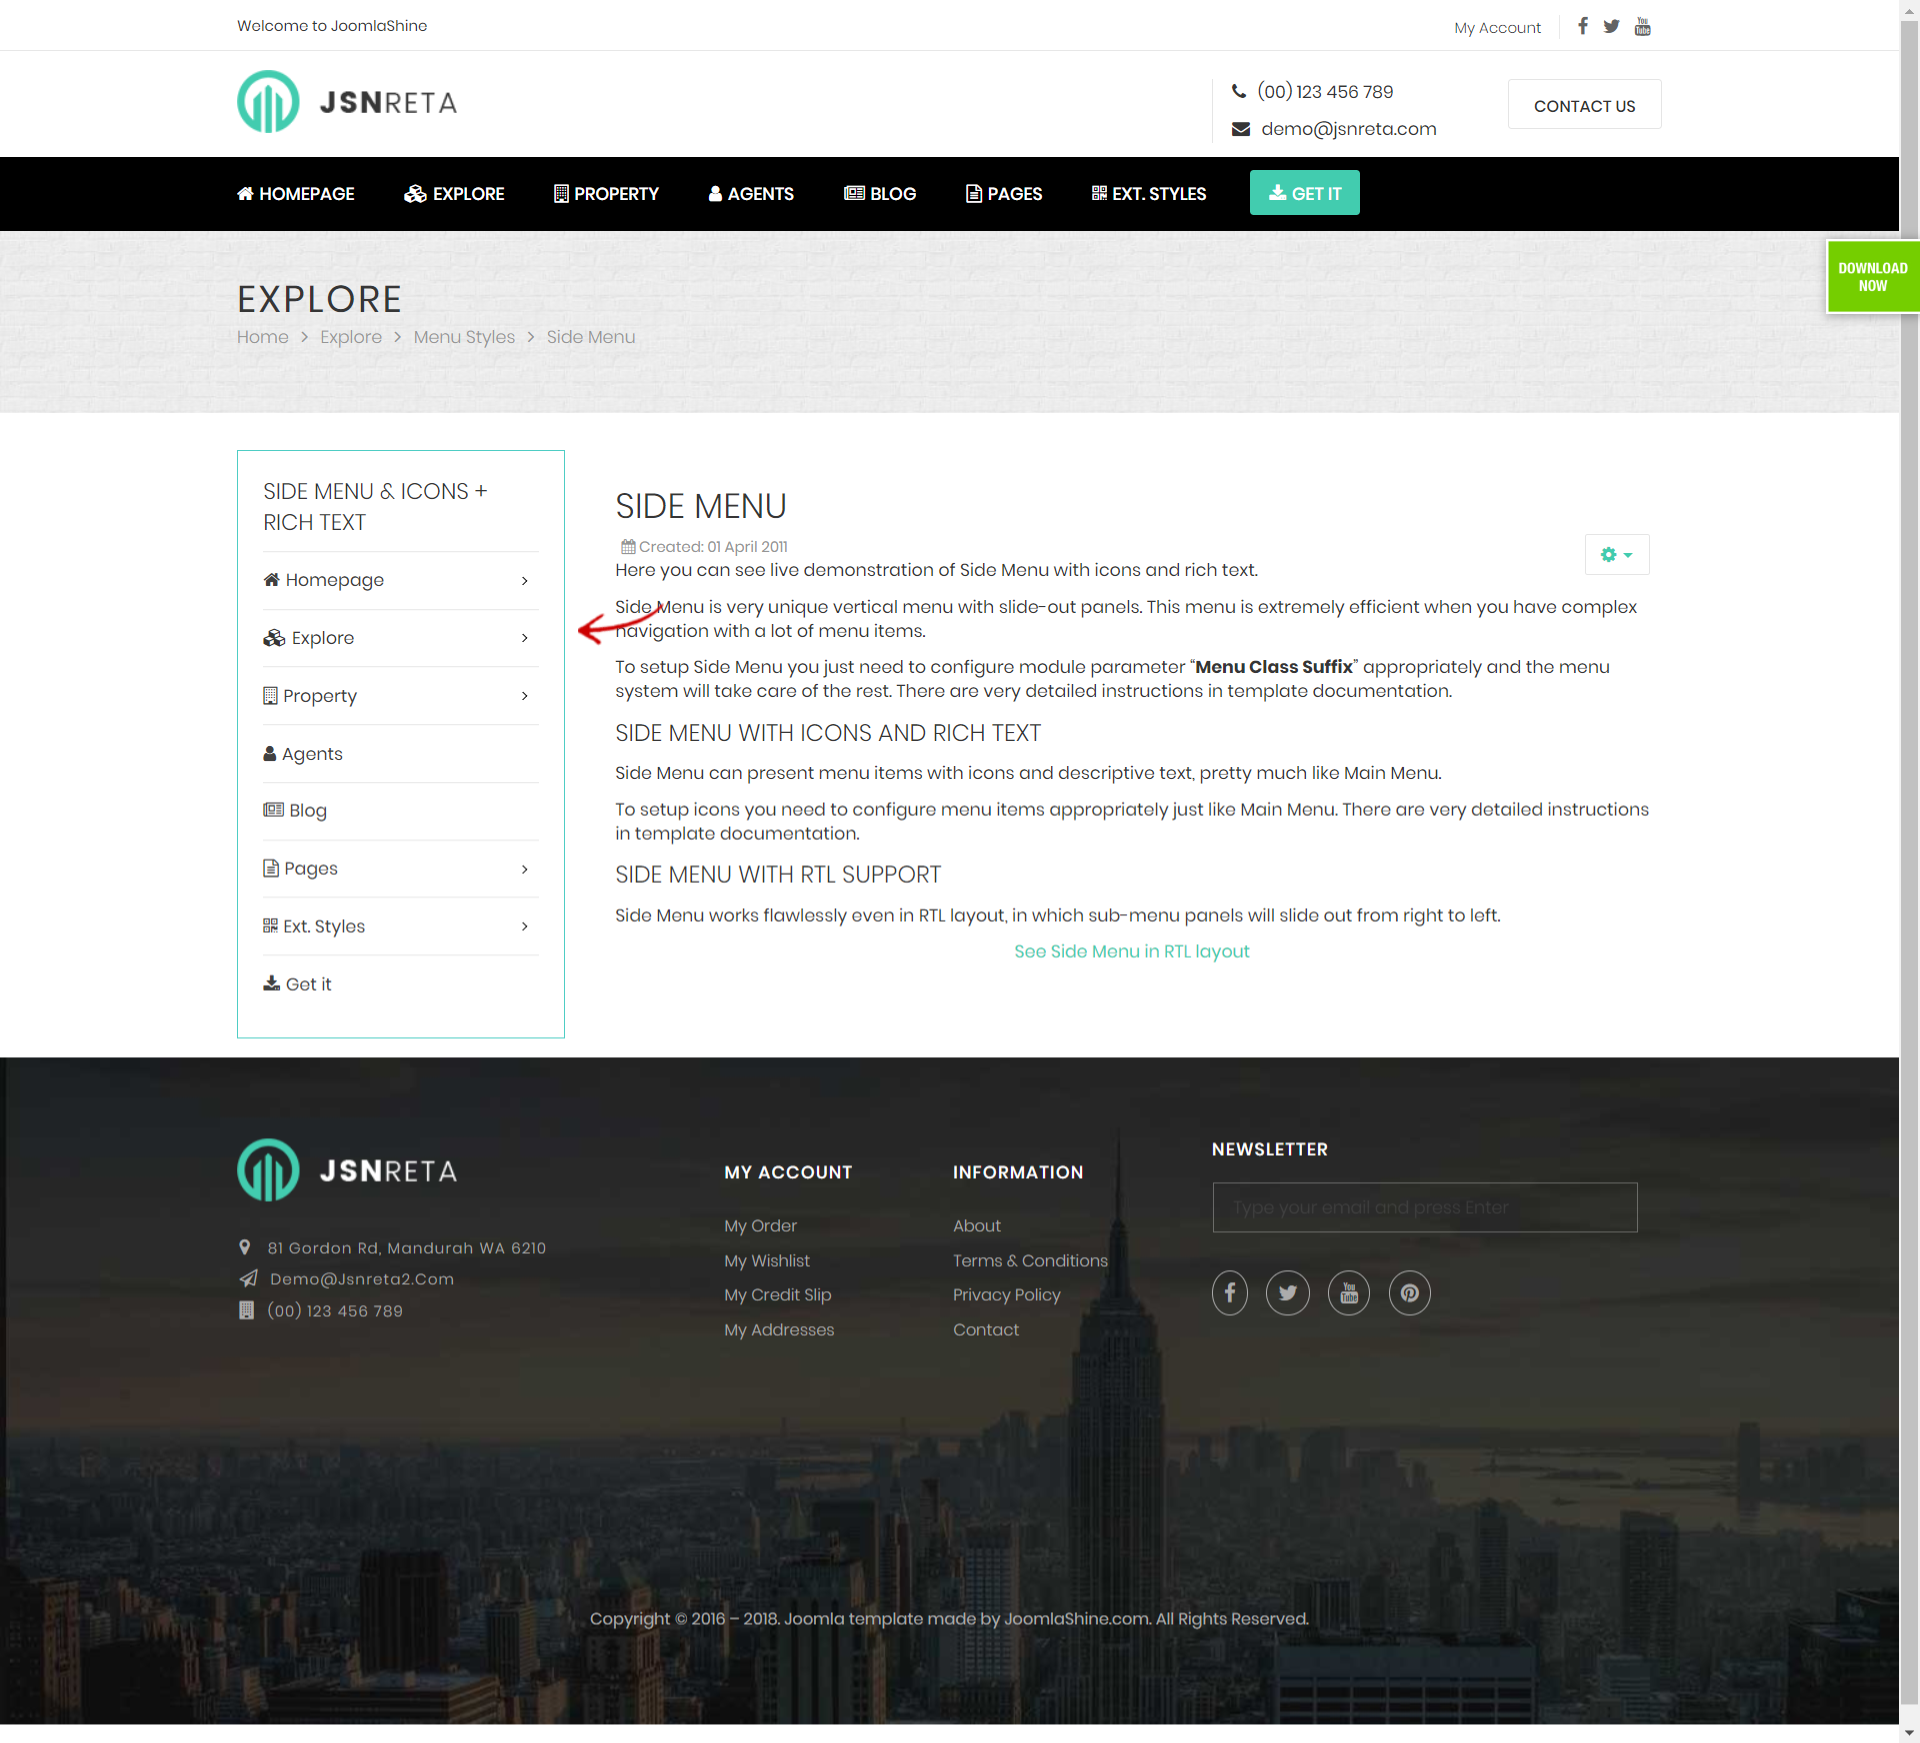 Welcome to JoomlaShine
My Account
You Tube
JSNRETA
(00) 123 456 789
demo@jsnreta.com
CONTACT US
HOMEPAGE
EXPLORE
PROPERTY
AGENTS
BLOG
PAGES
EXT. STYLES
GET IT
DOWNLOAD
NOW
EXPLORE
Home > Explore > Menu Styles > Side Menu
SIDE MENU & ICONS +
RICH TEXT
Homepage
Explore
Property
Agents
Blog
Pages
Ext. Styles
Get it
SIDE MENU
Created: 01 April 2011
Here you can see live demonstration of Side Menu with icons and rich text.
Side Menu is very unique vertical menu with slide-out panels. This menu is extremely efficient when you have complex
navigation with a lot of menu items.
To setup Side Menu you just need to configure module parameter “Menu Class Suffix” appropriately and the menu
system will take care of the rest. There are very detailed instructions in template documentation.
SIDE MENU WITH ICONS AND RICH TEXT
Side Menu can present menu items with icons and descriptive text, pretty much like Main Menu.
To setup icons you need to configure menu items appropriately just like Main Menu. There are very detailed instructions
in template documentation.
SIDE MENU WITH RTL SUPPORT
Side Menu works flawlessly even in RTL layout, in which sub-menu panels will slide out from right to left.
See Side Menu in RTL layout
JSNRETA
81 Gordon Rd, Mandurah WA 6210
Demo@Jsnreta2.Com
(00) 123 456 789
MY ACCOUNT
My Order
My Wishlist
My Credit Slip
My Addresses
INFORMATION
About
Terms & Conditions
Privacy Policy
Contact
NEWSLETTER
Type your email and press Enter
You Tube
Copyright © 2016 – 2018. Joomla template made by JoomlaShine.com. All Rights Reserved.